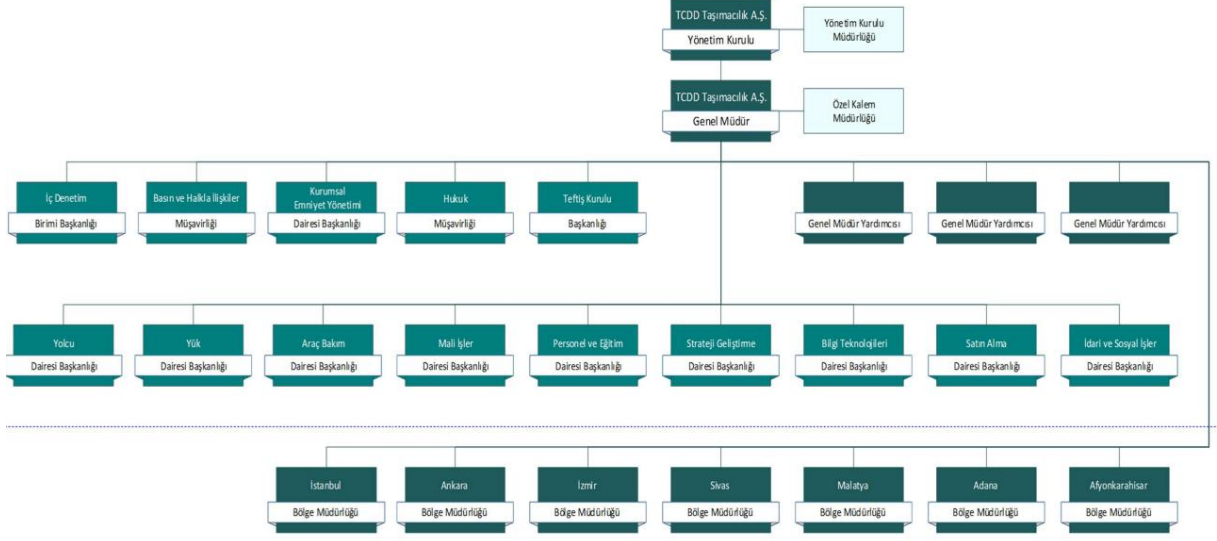 TCDD Taşımacılık A.Ş.
Yönetim Kurulu
Yönetim Kurulu
Müdürlüğü
TCDD Taşımacılık A.Ş.
Genel Müdür
Özel Kalem
Müdürlüğü
İç Denetim
Birimi Başkanlığı
Basın ve Halkla İlişkiler
Müşavirliği
Kurumsal
Emniyet Yönetimi
Dairesi Başkanlığı
Hukuk
Müşavirliği
Teftiş Kurulu
Başkanlığı
Genel Müdür Yardımcısı
Genel Müdür Yardımcısı
Genel Müdür Yardımcısı
Yolcu
Dairesi Başkanlığı
Yük
Dairesi Başkanlığı
Araç Bakım
Dairesi Başkanlığı
Mali İşler
Dairesi Başkanlığı
Personel ve Eğitim
Dairesi Başkanlığı
Strateji Geliştirme
Dairesi Başkanlığı
Bilgi Teknolojileri
Dairesi Başkanlığı
Satın Alma
Dairesi Başkanlığı
İdari ve Sosyal İşler
Dairesi Başkanlığı
İstanbul
Bölge Müdürlüğü
Ankara
Bölge Müdürlüğü
İzmir
Bölge Müdürlüğü
Sivas
Bölge Müdürlüğü
Malatya
Bölge Müdürlüğü
Adana
Bölge Müdürlüğü
Afyonkarahisar
Bölge Müdürlüğü